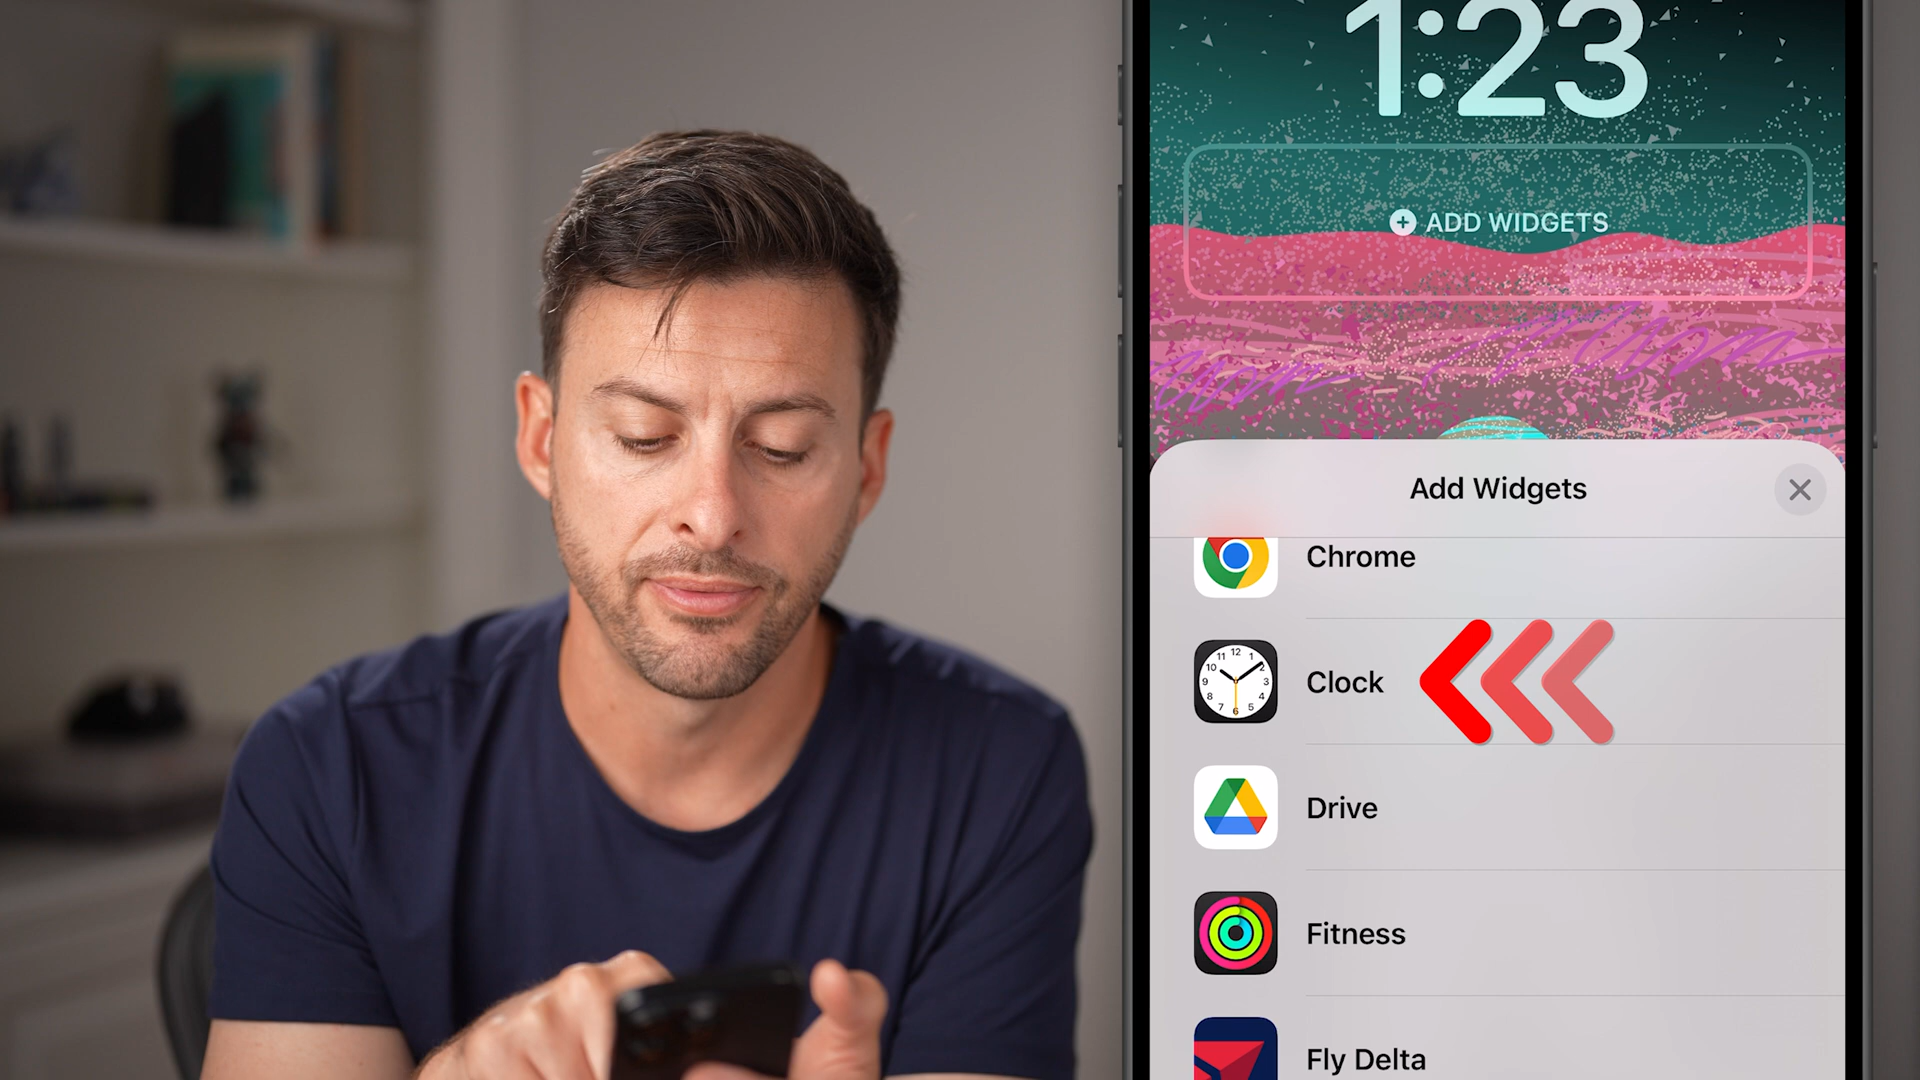 1:23
ADD WIDGETS
Add Widgets
Chrome
Clock
Drive
Fitness
Fly Delta